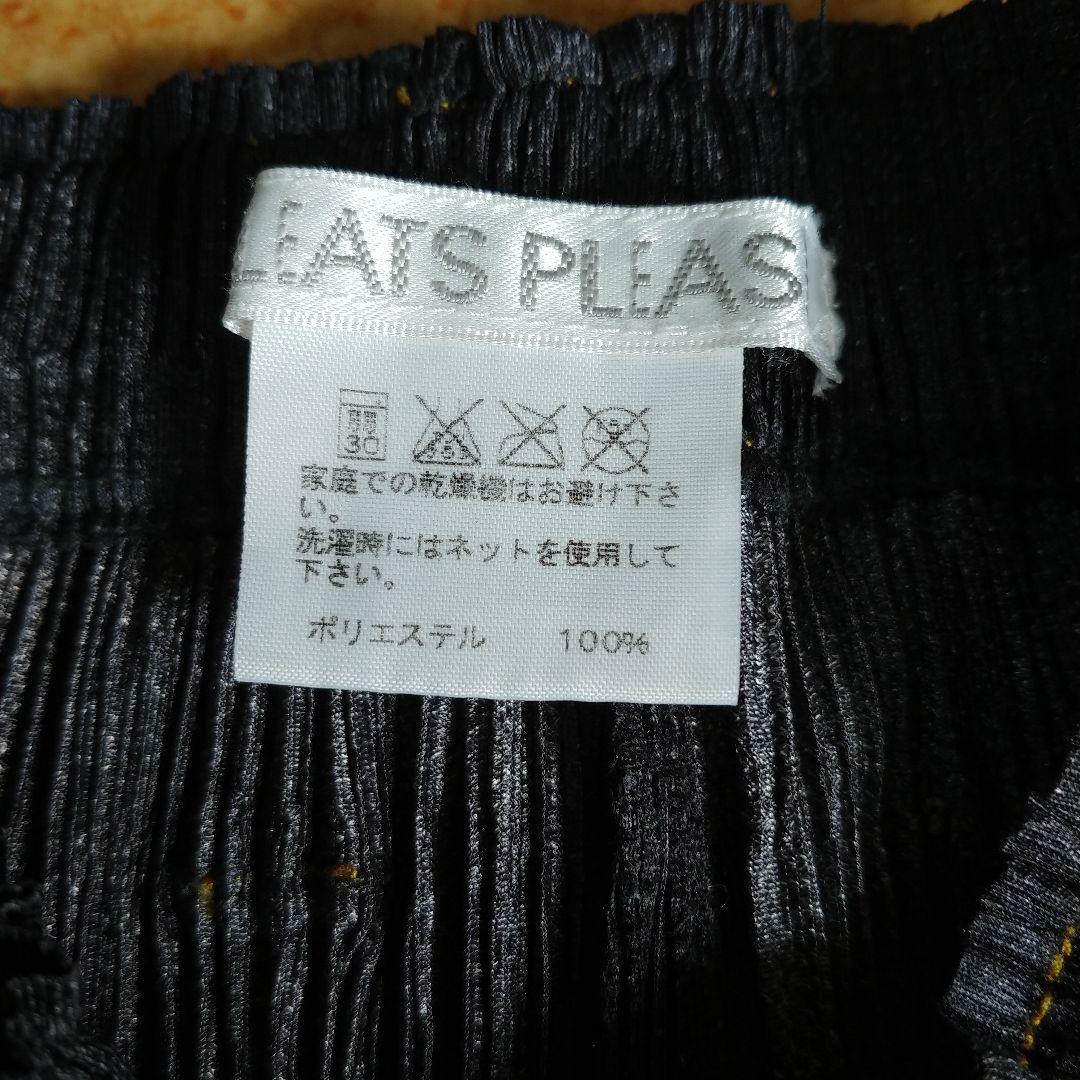 LEATS PLEAS
30
家庭での乾燥機はお避け下さ
い。
洗濯時にはネットを使用して
下さい。
ポリエステル 100%